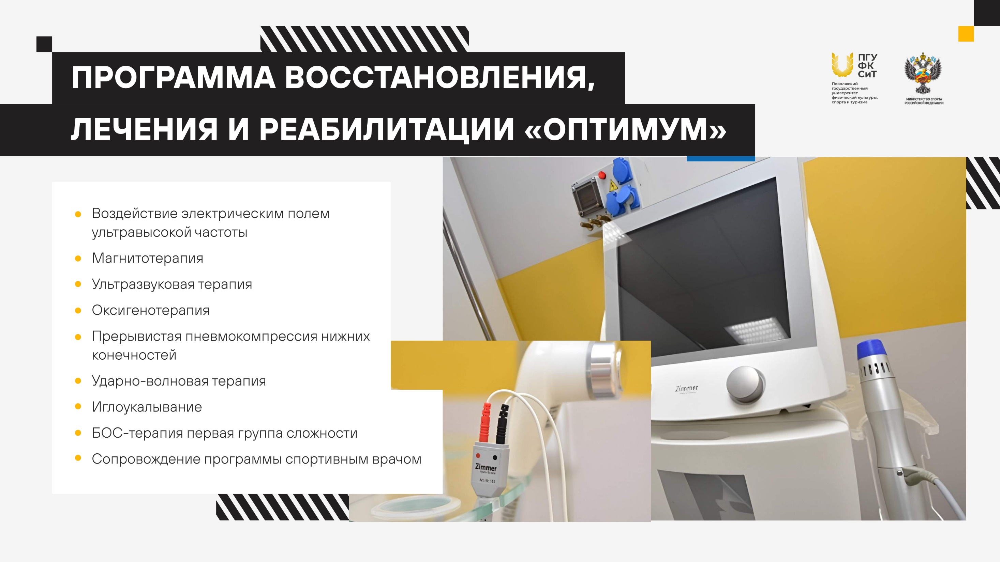 ПРОГРАММА ВОССТАНОВЛЕНИЯ,
ЛЕЧЕНИЯ И РЕАБИЛИТАЦИИ «ОПТИМУМ»
ПГУ
ФК
СиТ
Поволжский
государственный
университет
физической культуры,
спорта и туризма
МИНИСТЕРСТВО СПОРТА
РОССИЙСКОЙ ФЕДЕРАЦИИ
Воздействие электрическим полем
ультравысокой частоты
Магнитотерапия
Ультразвуковая терапия
Оксигенотерапия
Прерывистая пневмокомпрессия нижних
конечностей
Ударно-волновая терапия
Иглоукалывание
БОС-терапия первая группа сложности
Сопровождение программы спортивным врачом
Zimmer
Zimmer
Art.-Nr.